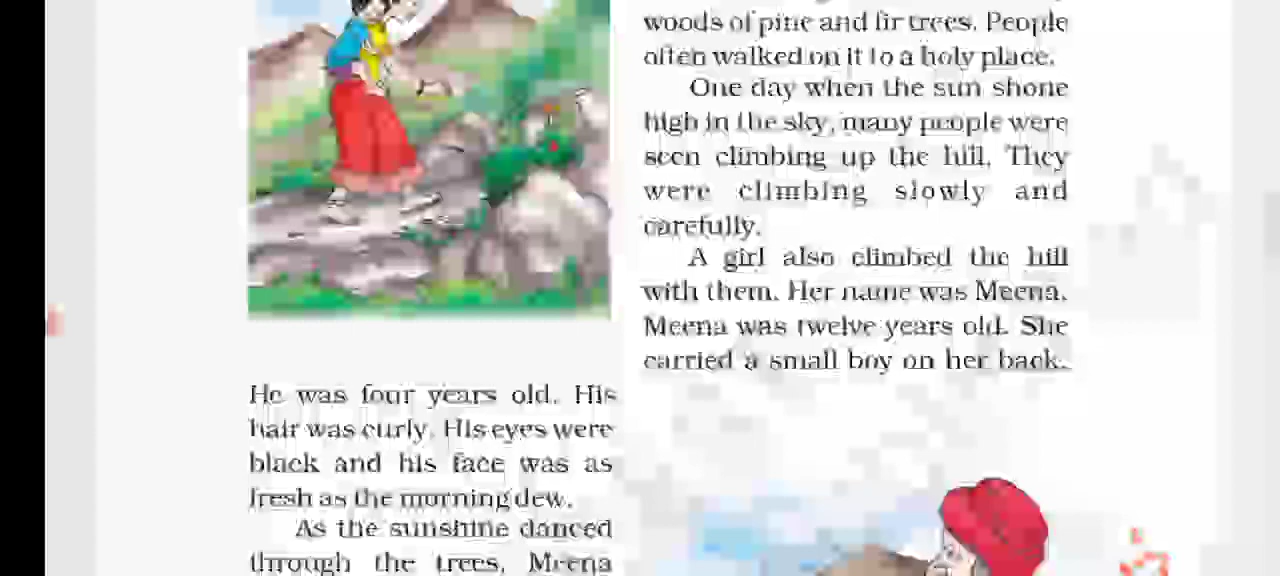 woods of pine and fir trees. People
often walked on it to a holy place.
One day when the sun shone
high in the sky, many people were
seen climbing up the hill. They
were climbing slowly and
carefully.
A girl also climbed the hill
with them. Her name was Meena.
Meena was twelve years old. She
carried a small boy on her back.
He was four years old. His
hair was curly. His eyes were
black and his face was as
fresh as the morning dew.
As the sunshine danced
through the trees, Meena